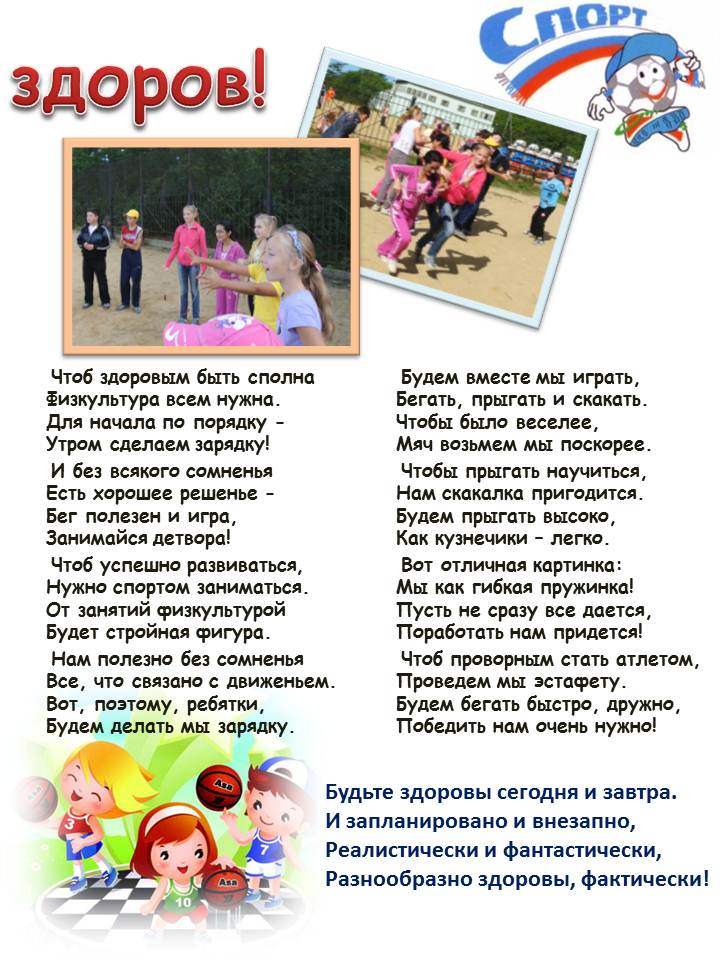 Спорт
здоров!
Чтоб здоровым быть сполна
Физкультура всем нужна.
Для начала по порядку -
Утром сделаем зарядку!
И без всякого сомненья
Есть хорошее решенье -
Бег полезен и игра,
Занимайся детвора!
Чтоб успешно развиваться,
Нужно спортом заниматься.
От занятий физкультурой
Будет стройная фигура.
Нам полезно без сомненья
Все, что связано с движеньем.
Вот, поэтому, ребятки,
Будем делать мы зарядку.
Будем вместе мы играть,
Бегать, прыгать и скакать.
Чтобы было веселее,
Мяч возьмем мы поскорее.
Чтобы прыгать научиться,
Нам скакалка пригодится.
Будем прыгать высоко,
Как кузнечики – легко.
Вот отличная картинка:
Мы как гибкая пружинка!
Пусть не сразу все дается,
Поработать нам придется!
Чтоб проворным стать атлетом,
Проведем мы эстафету.
Будем бегать быстро, дружно,
Победить нам очень нужно!
Asa
3
Asa
7
10
Asa
Будьте здоровы сегодня и завтра.
И запланировано и внезапно,
Реалистически и фантастически,
Разнообразно здоровы, фактически!